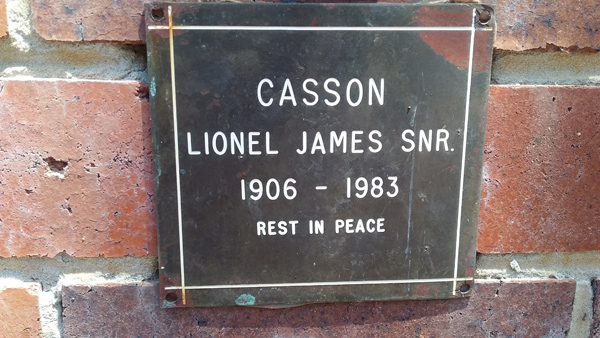 CASSON
LIONEL JAMES SNR.
1906 - 1983
REST IN PEACE